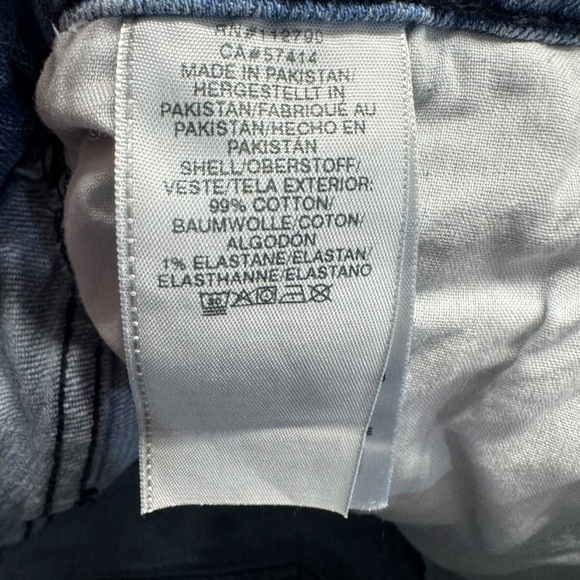 RN#112790
CA#57414
MADE IN PAKISTAN/
HERGESTELLT IN
PAKISTAN/FABRIQUÉ AU
PAKISTAN/HECHO EN
PAKISTÁN
SHELL/OBERSTOFF/
VESTE/TELA EXTERIOR:
99% COTTON/
BAUMWOLLE/COTON/
ALGODÓN
1% ELASTANE/ELASTAN/
ELASTHANNE/ELASTANO